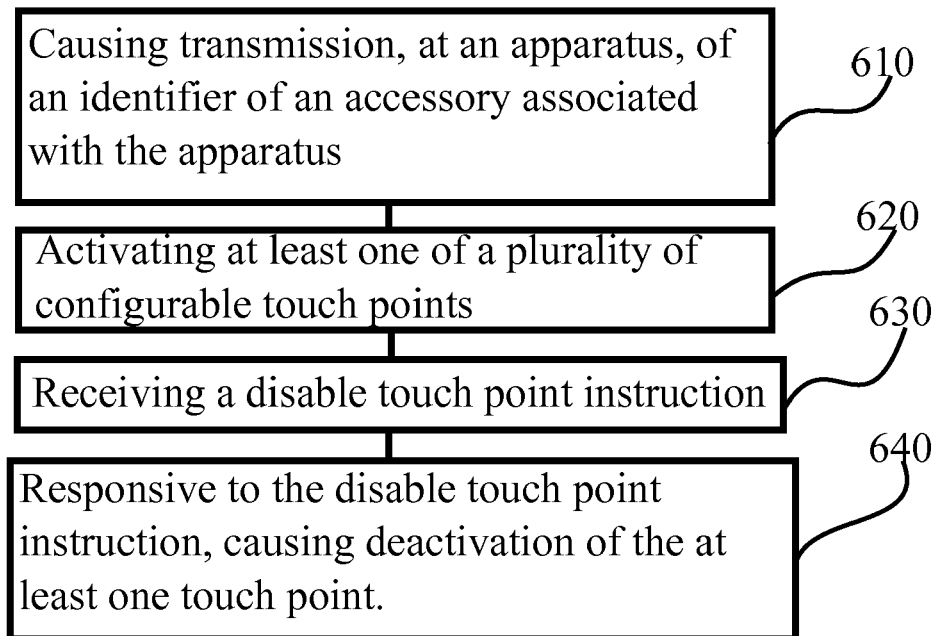 Causing transmission, at an apparatus, of
an identifier of an accessory associated
with the apparatus
610
Activating at least one of a plurality of
configurable touch points
620
Receiving a disable touch point instruction
630
Responsive to the disable touch point
instruction, causing deactivation of the at
least one touch point.
640